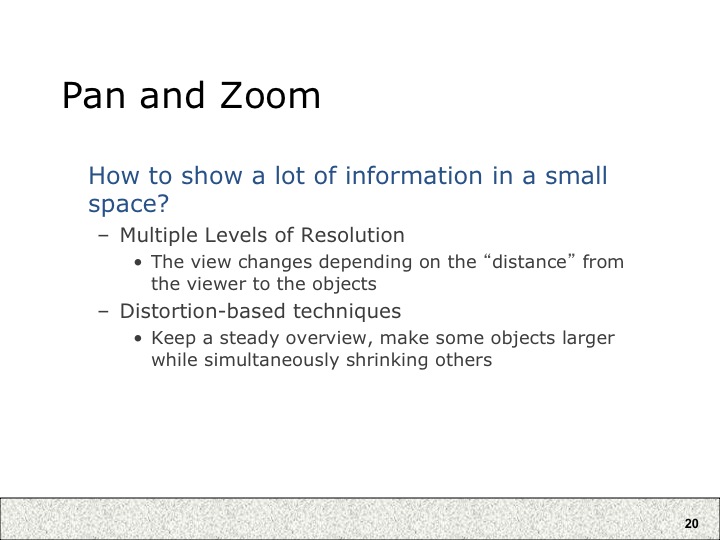 Pan and Zoom
How to show a lot of information in a small
space?
– Multiple Levels of Resolution
• The view changes depending on the “distance” from
the viewer to the objects
– Distortion-based techniques
• Keep a steady overview, make some objects larger
while simultaneously shrinking others
20